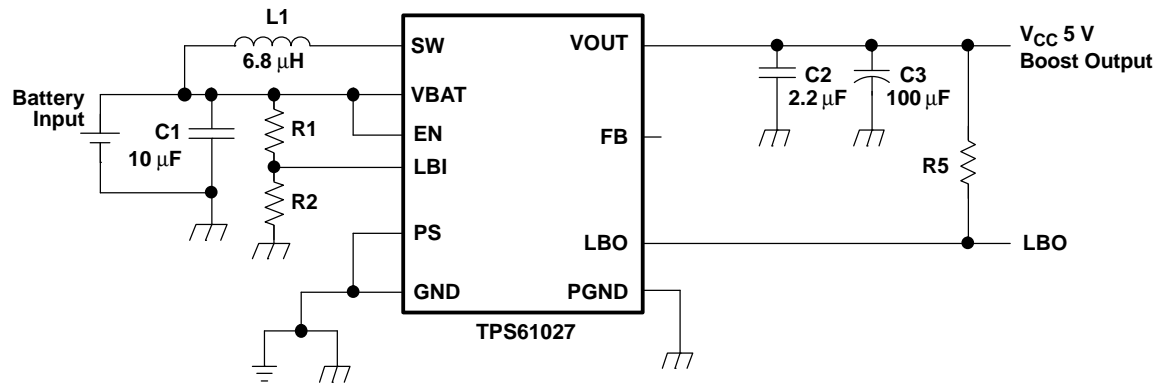 L1
6.8 μH
SW
VOUT
V_CC 5 V
Boost Output
C2
2.2 μF
C3
100 μF
Battery
Input
VBAT
C1
10 μF
R1
EN
FB
LBI
R5
R2
PS
LBO
LBO
GND
PGND
TPS61027